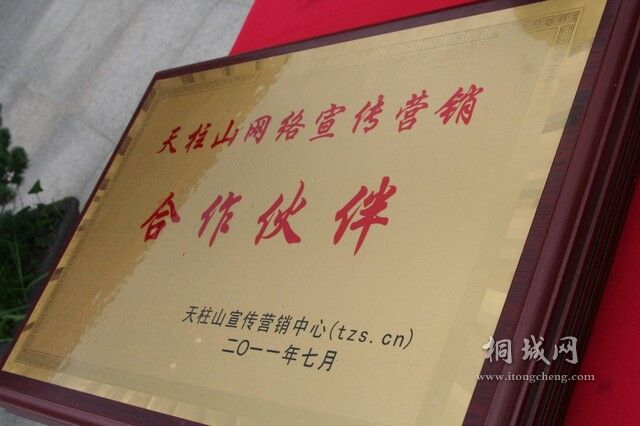 天柱山网络宣传营销
合作伙伴
天柱山宣传营销中心(tzs.cn)
二〇一一年七月
桐城网
www.itongcheng.com